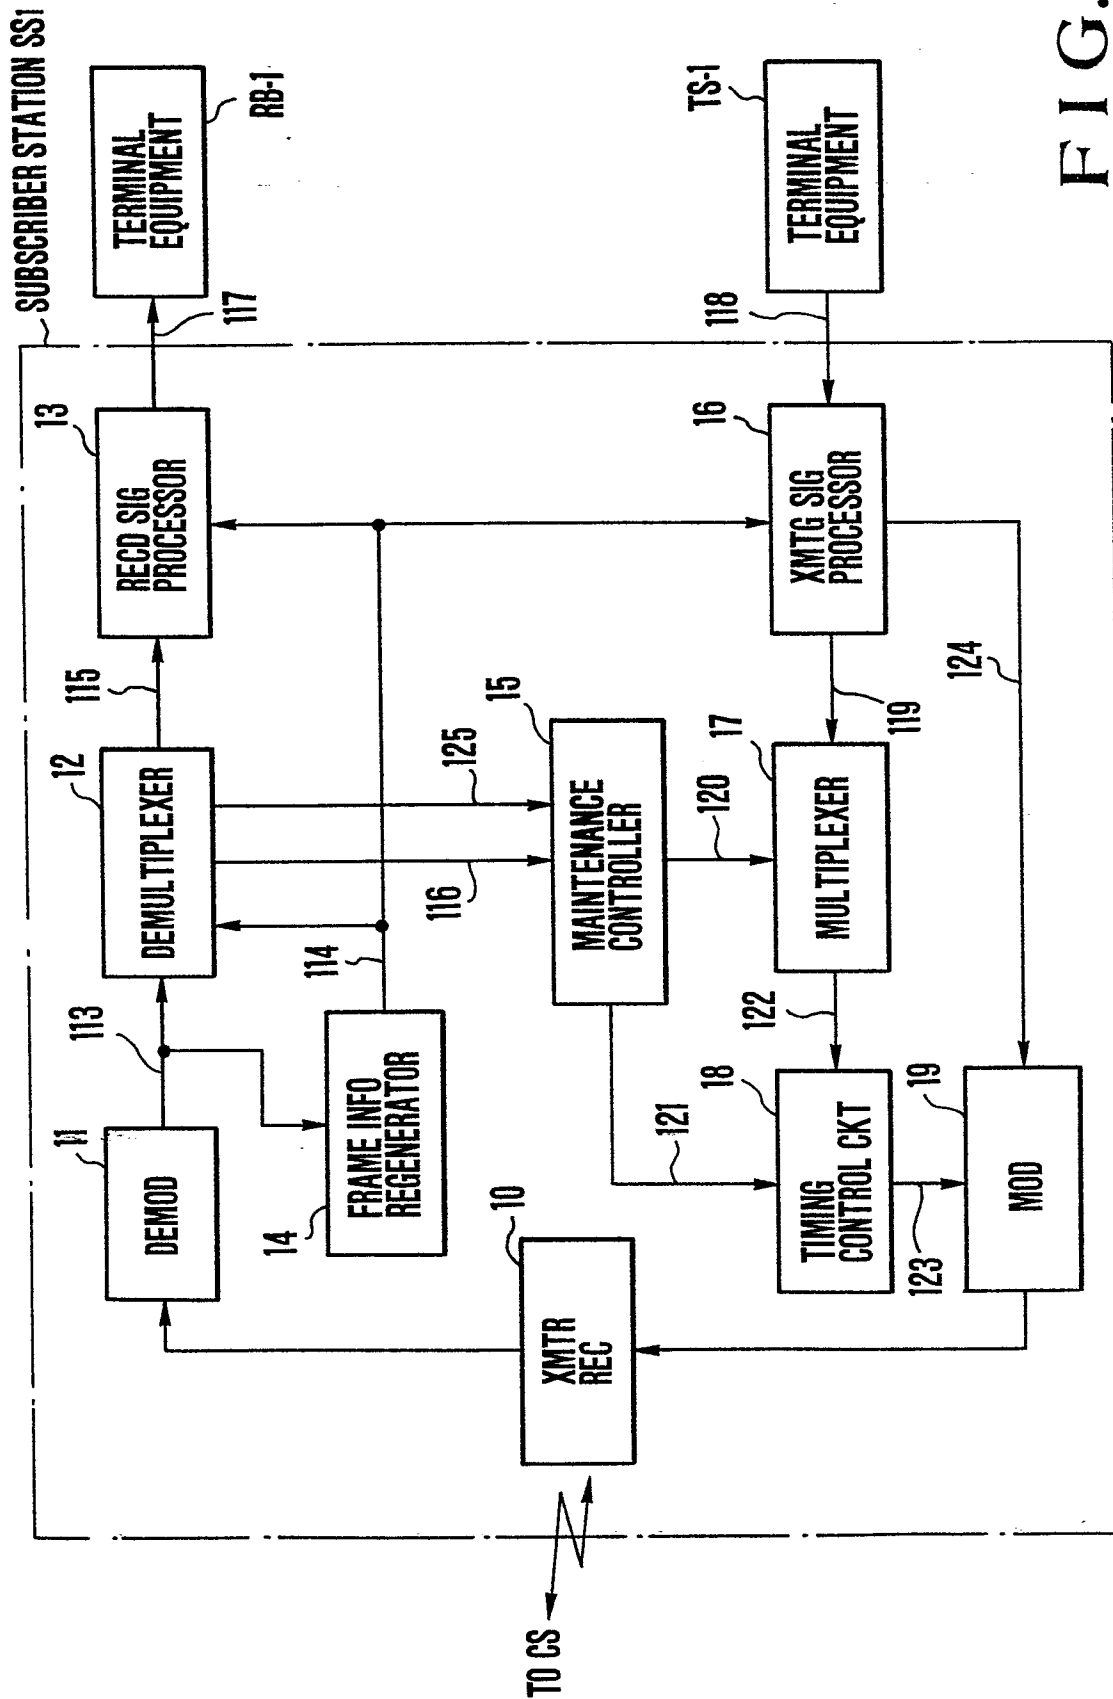 SUBSCRIBER STATION SS1
11
DEMOD
113
12
DEMULTIPLEXER
115
13
RECD SIG
PROCESSOR
117
TERMINAL
EQUIPMENT
RB-1
14
FRAME INFO
REGENERATOR
114
116
125
TO CS
10
XMTR
REC
15
MAINTENANCE
CONTROLLER
121
120
18
TIMING
CONTROL CKT
122
17
MULTIPLEXER
119
16
XMTG SIG
PROCESSOR
118
TS-1
TERMINAL
EQUIPMENT
123
19
MOD
124
FIG.